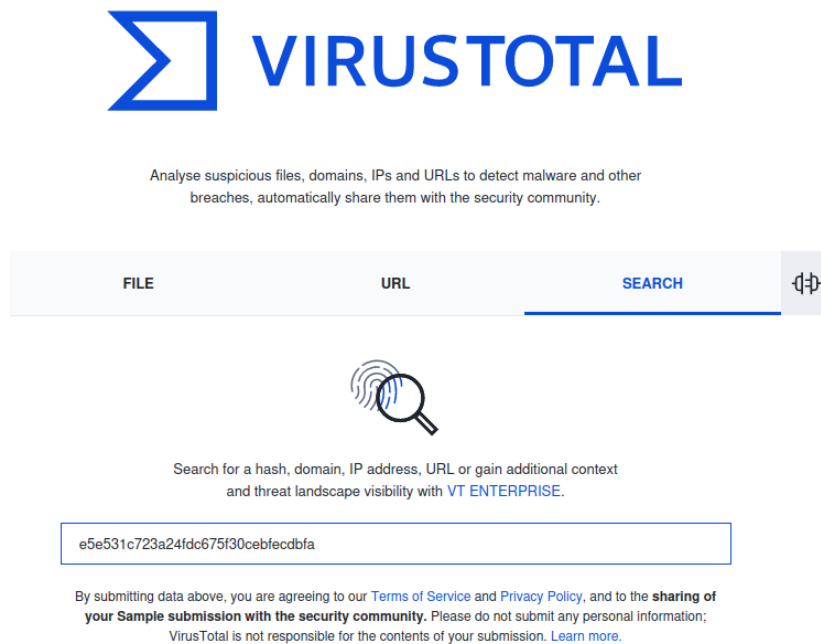 VIRUSTOTAL
Analyse suspicious files, domains, IPs and URLs to detect malware and other
breaches, automatically share them with the security community.
FILE URL SEARCH
Search for a hash, domain, IP address, URL or gain additional context
and threat landscape visibility with VT ENTERPRISE.
e5e531c723a24fdc675f30cebfecdbfa
By submitting data above, you are agreeing to our Terms of Service and Privacy Policy, and to the sharing of
your Sample submission with the security community. Please do not submit any personal information;
VirusTotal is not responsible for the contents of your submission. Learn more.